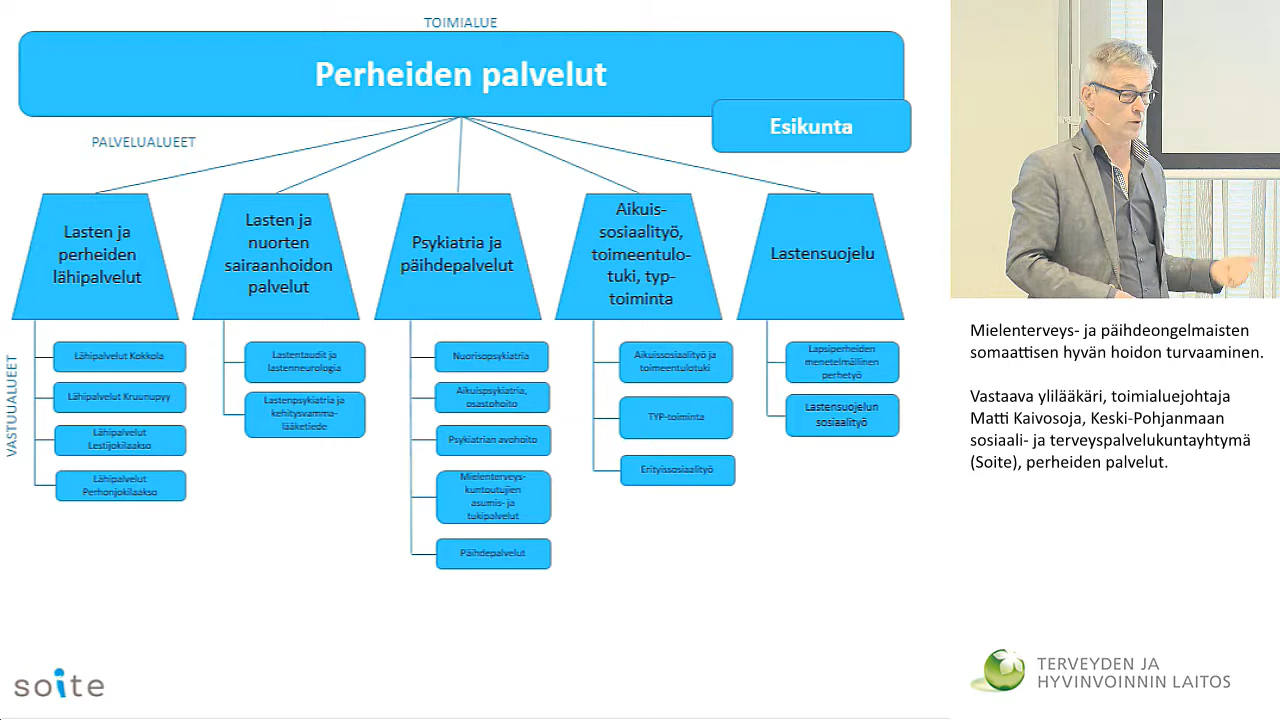 TOIMIALUE
Perheiden palvelut
Esikunta
PALVELUALUEET
Lasten ja
perheiden
lähipalvelut
Lasten ja
nuorten
sairaanhoidon
palvelut
Psykiatria ja
päihdepalvelut
Aikuis-
sosiaalityö,
toimeentulo-
tuki, typ-
toiminta
Lastensuojelu
VASTUUALUEET
Lähipalvelut Kokkola
Lähipalvelut Kruunupyy
Lähipalvelut
Lestijokilaakso
Lähipalvelut
Perhonjokilaakso
Lastentaudit ja
lastenneurologia
Lastenpsykiatria ja
kehitysvamma-
lääketiede
Nuorisopsykiatria
Aikuispsykiatria,
osastohoito
Psykiatrian avohoito
Mielenterveys-
kuntoutujien
asumis- ja
tukipalvelut
Päihdepalvelut
Aikuissosiaalityö ja
toimeentulotuki
TYP-toiminta
Erityissosiaalityö
Lapsiperheiden
menetelmällinen
perhetyö
Lastensuojelun
sosiaalityö
Mielenterveys- ja päihdeongelmaisten
somaattisen hyvän hoidon turvaaminen.
Vastaava ylilääkäri, toimialuejohtaja
Matti Kaivosoja, Keski-Pohjanmaan
sosiaali- ja terveyspalvelukuntayhtymä
(Soite), perheiden palvelut.
soite
TERVEYDEN JA
HYVINVOINNIN LAITOS